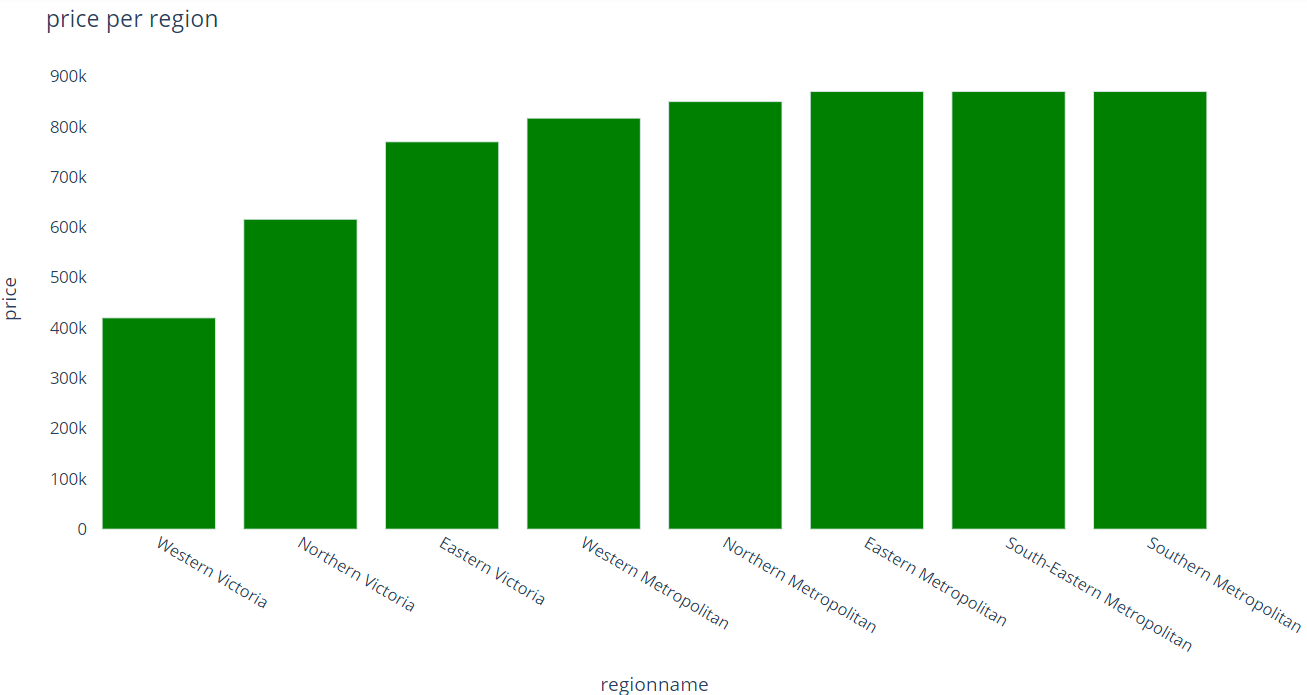 price per region
900k
800k
700k
600k
500k
400k
300k
200k
100k
0
price
Western Victoria
Northern Victoria
Eastern Victoria
Western Metropolitan
Northern Metropolitan
Eastern Metropolitan
South-Eastern Metropolitan
Southern Metropolitan
regionname